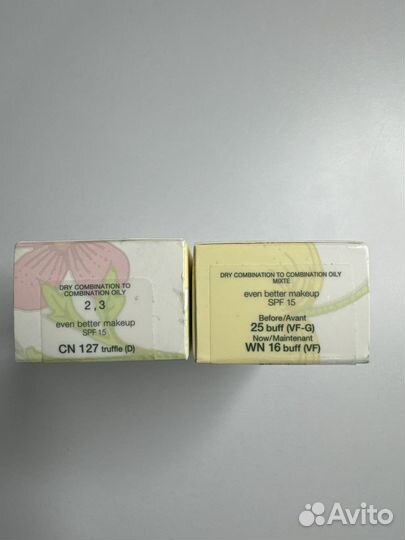 DRY COMBINATION TO
COMBINATION OILY
2 , 3
even better makeup
SPF 15
CN 127 truffle (D)
DRY COMBINATION TO COMBINATION OILY
MIXTE
even better makeup
SPF 15
Before/Avant
25 buff (VF-G)
Now/Maintenant
WN 16 buff (VF)
Avito